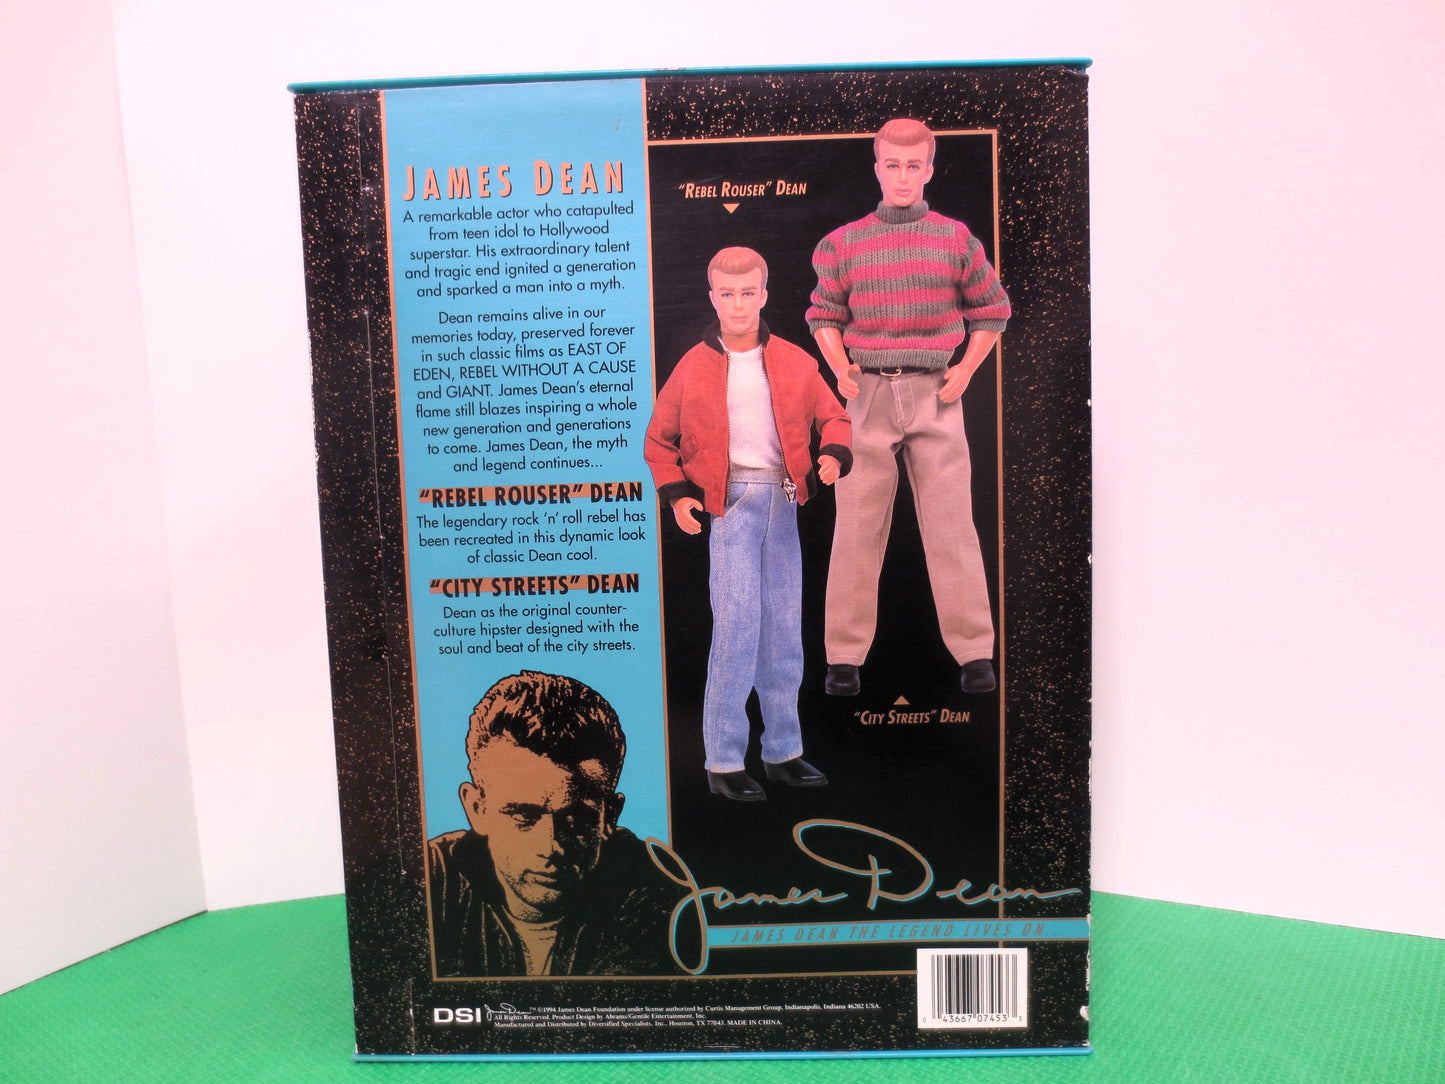 JAMES DEAN
A remarkable actor who catapulted
from teen idol to Hollywood
superstar. His extraordinary talent
and tragic end ignited a generation
and sparked a man into a myth.
Dean remains alive in our
memories today, preserved forever
in such classic films as EAST OF
EDEN, REBEL WITHOUT A CAUSE
and GIANT. James Dean's eternal
flame still blazes inspiring a whole
new generation and generations
to come. James Dean, the myth
and legend continues...
"REBEL ROUSER" DEAN
The legendary rock 'n' roll rebel has
been recreated in this dynamic look
of classic Dean cool.
"CITY STREETS" DEAN
Dean as the original counter-
culture hipster designed with the
soul and beat of the city streets.
"REBEL ROUSER" DEAN
"CITY STREETS" DEAN
James Dean
JAMES DEAN THE LEGEND LIVES ON...
DSI James Dean ™ ©1994 James Dean Foundation under license authorized by Curtis Management Group, Indianapolis, Indiana 46202 USA.
All Rights Reserved. Product Design by Abrams/Gentile Entertainment, Inc.
Manufactured and Distributed by Diversified Specialists, Inc., Houston, TX 77043. MADE IN CHINA.
0 43667 07453 3